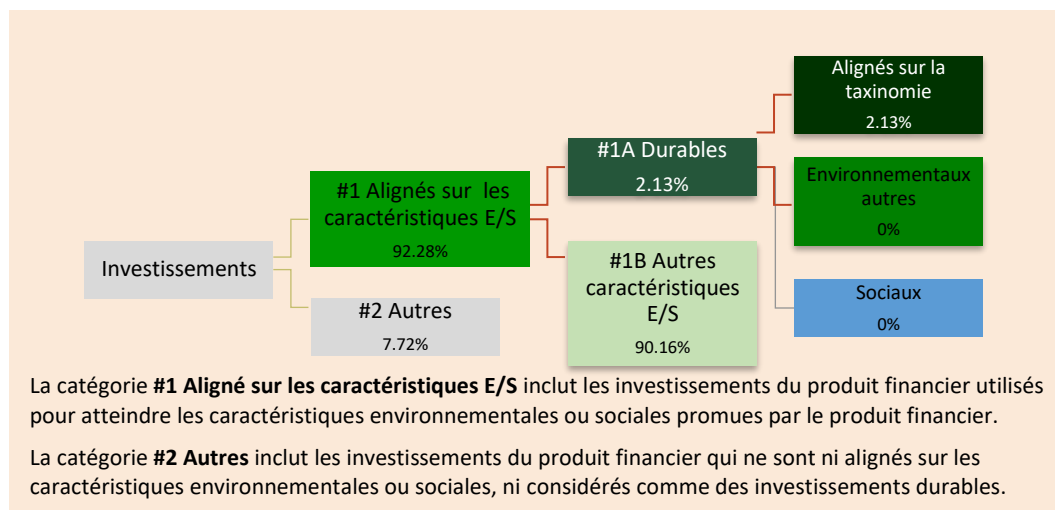 Investissements
#1 Alignés sur les
caractéristiques E/S
92.28%
#2 Autres
7.72%
#1A Durables
2.13%
#1B Autres
caractéristiques
E/S
90.16%
Alignés sur la
taxinomie
2.13%
Environnementaux
autres
0%
Sociaux
0%
La catégorie #1 Aligné sur les caractéristiques E/S inclut les investissements du produit financier utilisés
pour atteindre les caractéristiques environnementales ou sociales promues par le produit financier.
La catégorie #2 Autres inclut les investissements du produit financier qui ne sont ni alignés sur les
caractéristiques environnementales ou sociales, ni considérés comme des investissements durables.